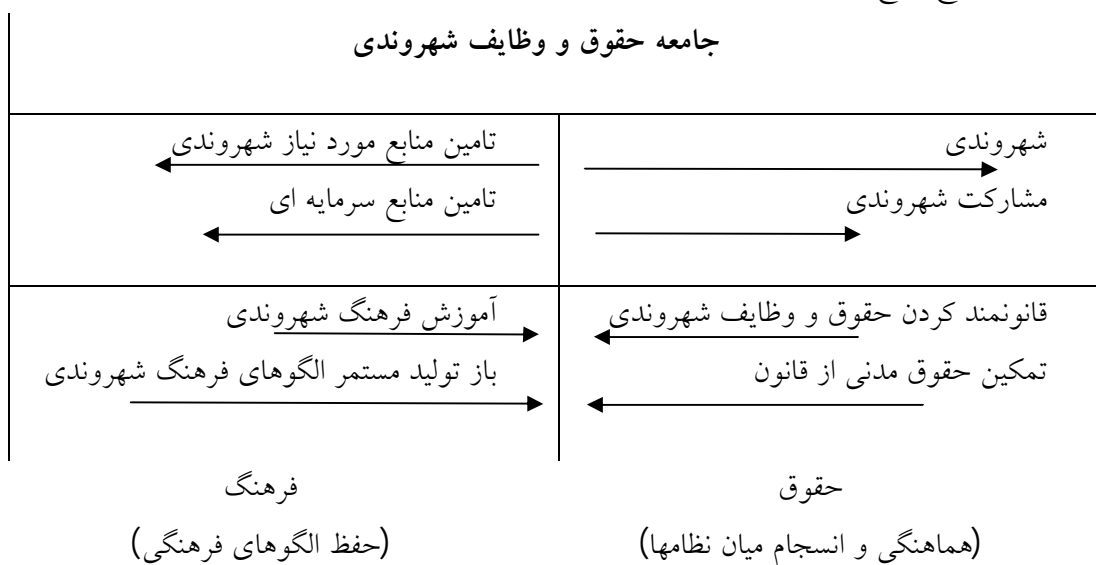 جامعه حقوق و وظایف شهروندی
شهروندی
مشارکت شهروندی
تامین منابع مورد نیاز شهروندی
تامین منابع سرمایه ای
قانونمند کردن حقوق و وظایف شهروندی
تمکین حقوق مدنی از قانون
آموزش فرهنگ شهروندی
باز تولید مستمر الگوهای فرهنگ شهروندی
حقوق
(هماهنگی و انسجام میان نظامها)
فرهنگ
(حفظ الگوهای فرهنگی)